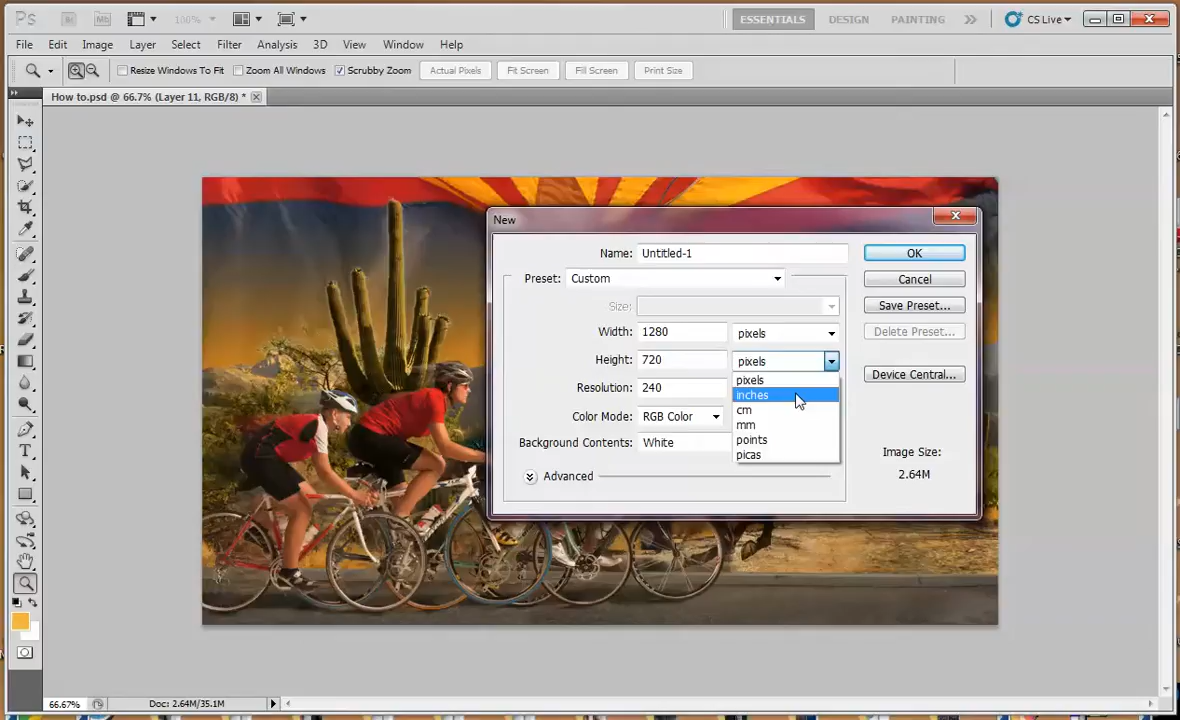 Ps Br Mb 100% ESSENTIALS DESIGN PAINTING CS Live
File Edit Image Layer Select Filter Analysis 3D View Window Help
Resize Windows To Fit Zoom All Windows Scrubby Zoom Actual Pixels Fit Screen Fill Screen Print Size
How to.psd @ 66.7% (Layer 11, RGB/8) *
New
Name: Untitled-1 OK
Preset: Custom Cancel
Size: Save Preset...
Width: 1280 pixels Delete Preset...
Height: 720 pixels
Device Central...
pixels
Resolution: 240 inches
cm
Color Mode: RGB Color
mm
Background Contents: White points
picas
Image Size:
Advanced 2.64M
T
66.67% Doc: 2.64M/35.1M